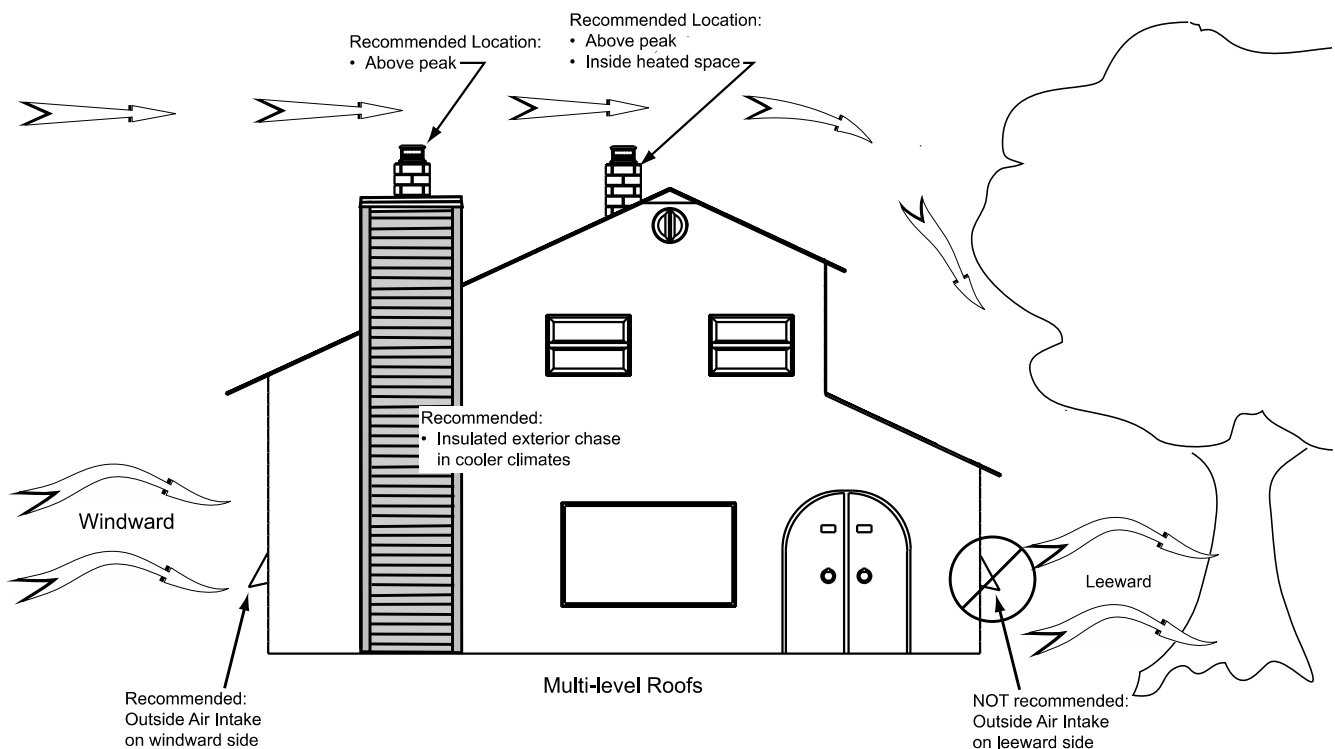 Recommended Location:
• Above peak
Recommended Location:
• Above peak
• Inside heated space
Recommended:
• Insulated exterior chase
in cooler climates
Windward
Leeward
Recommended:
Outside Air Intake
on windward side
Multi-level Roofs
NOT recommended:
Outside Air Intake
on leeward side